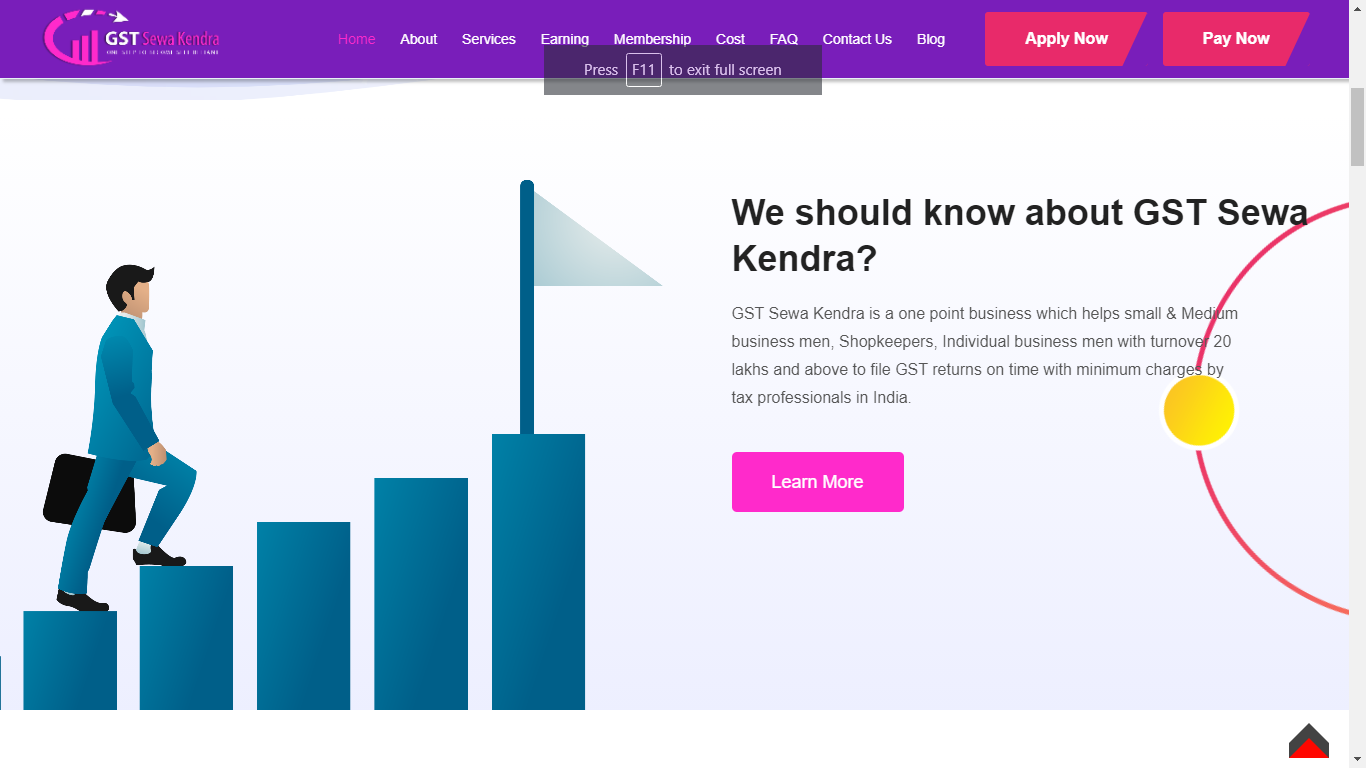 GST Sewa Kendra
Home About Services Earning Membership Cost FAQ Contact Us Blog Apply Now Pay Now
Press F11 to exit full screen
We should know about GST Sewa
Kendra?
GST Sewa Kendra is a one point business which helps small & Medium
business men, Shopkeepers, Individual business men with turnover 20
lakhs and above to file GST returns on time with minimum charges by
tax professionals in India.
Learn More